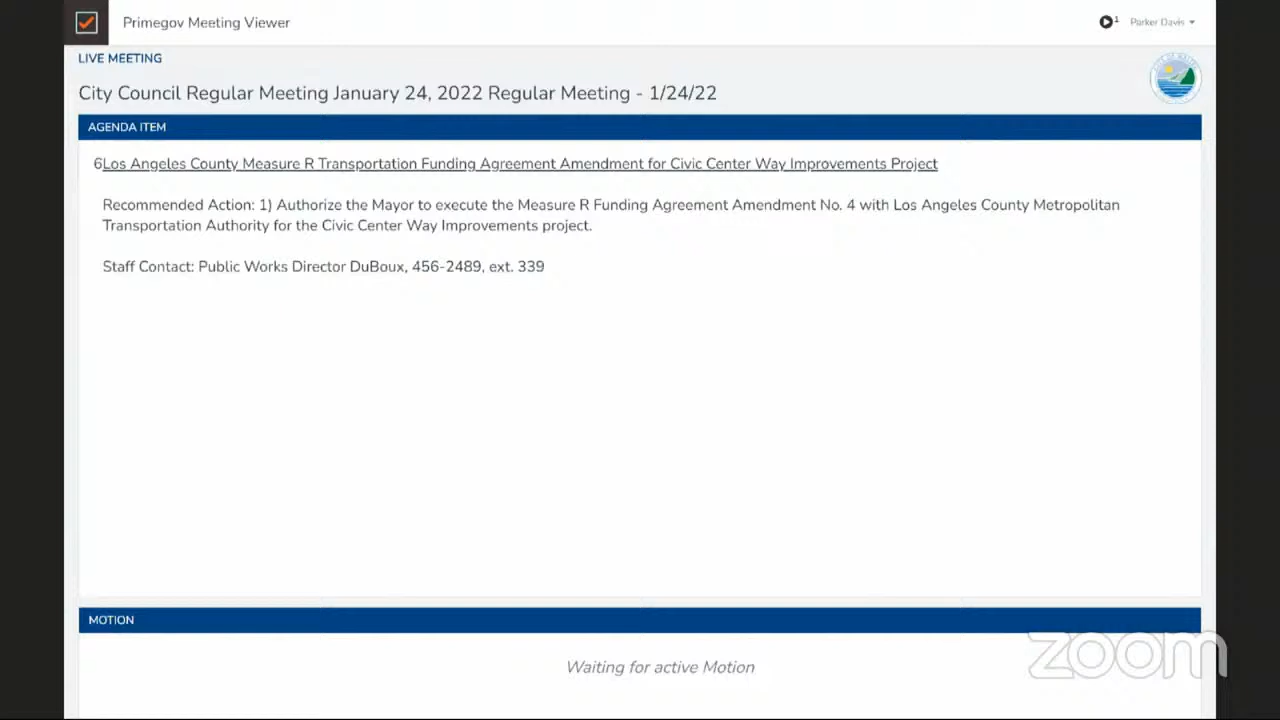 Primegov Meeting Viewer
1
Parker Davis
LIVE MEETING
City Council Regular Meeting January 24, 2022 Regular Meeting - 1/24/22
AGENDA ITEM
6Los Angeles County Measure R Transportation Funding Agreement Amendment for Civic Center Way Improvements Project
Recommended Action: 1) Authorize the Mayor to execute the Measure R Funding Agreement Amendment No. 4 with Los Angeles County Metropolitan
Transportation Authority for the Civic Center Way Improvements project.
Staff Contact: Public Works Director DuBoux, 456-2489, ext. 339
MOTION
Waiting for active Motion
zoom